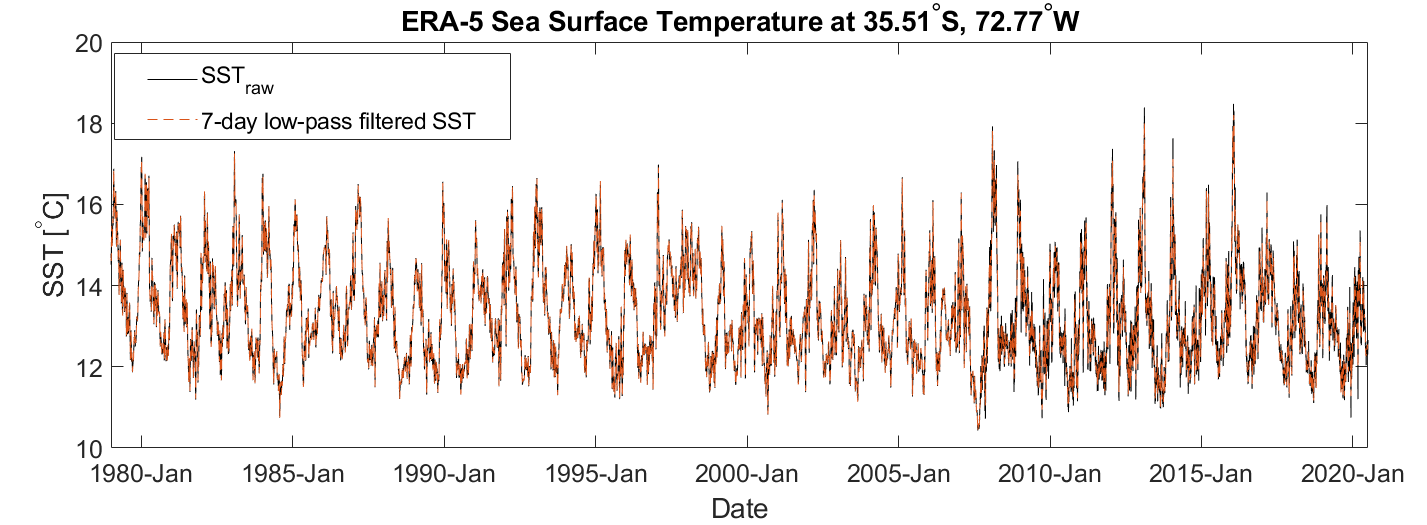 ERA-5 Sea Surface Temperature at 35.51°S, 72.77°W
20
18
16
14
12
10
SST [°C]
SSTraw
7-day low-pass filtered SST
1980-Jan 1985-Jan 1990-Jan 1995-Jan 2000-Jan 2005-Jan 2010-Jan 2015-Jan 2020-Jan
Date